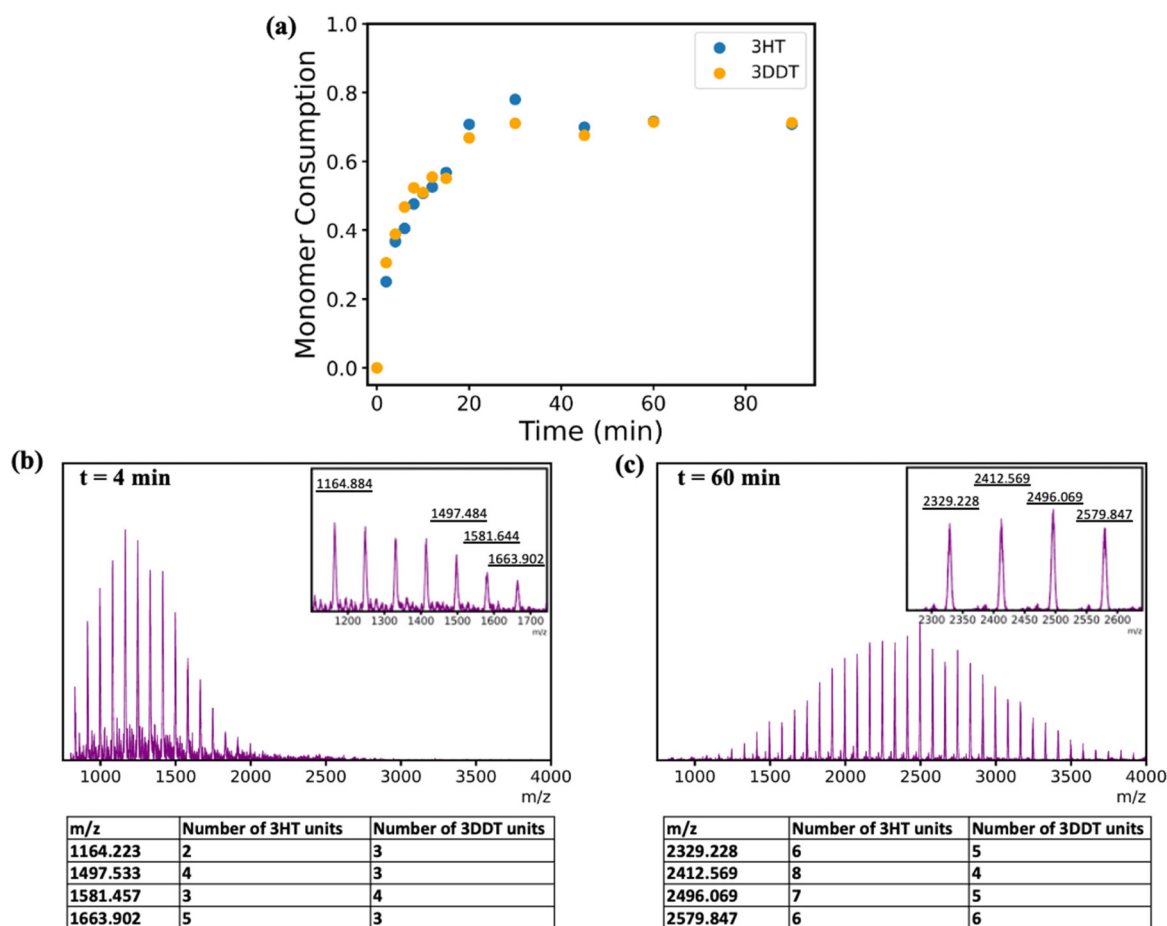 (a)
1.0
0.8
0.6
0.4
0.2
0.0
Monomer Consumption
3HT
3DDT
0 20 40 60 80
Time (min)
(b)
t = 4 min
1164.884
1497.484
1581.644
1663.902
1200 1300 1400 1500 1600 1700
m/z
1000 1500 2000 2500 3000 4000
m/z
m/z Number of 3HT units Number of 3DDT units
1164.223 2 3
1497.533 4 3
1581.457 3 4
1663.902 5 3
(c)
t = 60 min
2412.569
2329.228
2496.069
2579.847
2300 2350 2400 2450 2500 2550 2600
m/z
1000 1500 2000 2500 3000 3500 4000
m/z
m/z Number of 3HT units Number of 3DDT units
2329.228 6 5
2412.569 8 4
2496.069 7 5
2579.847 6 6